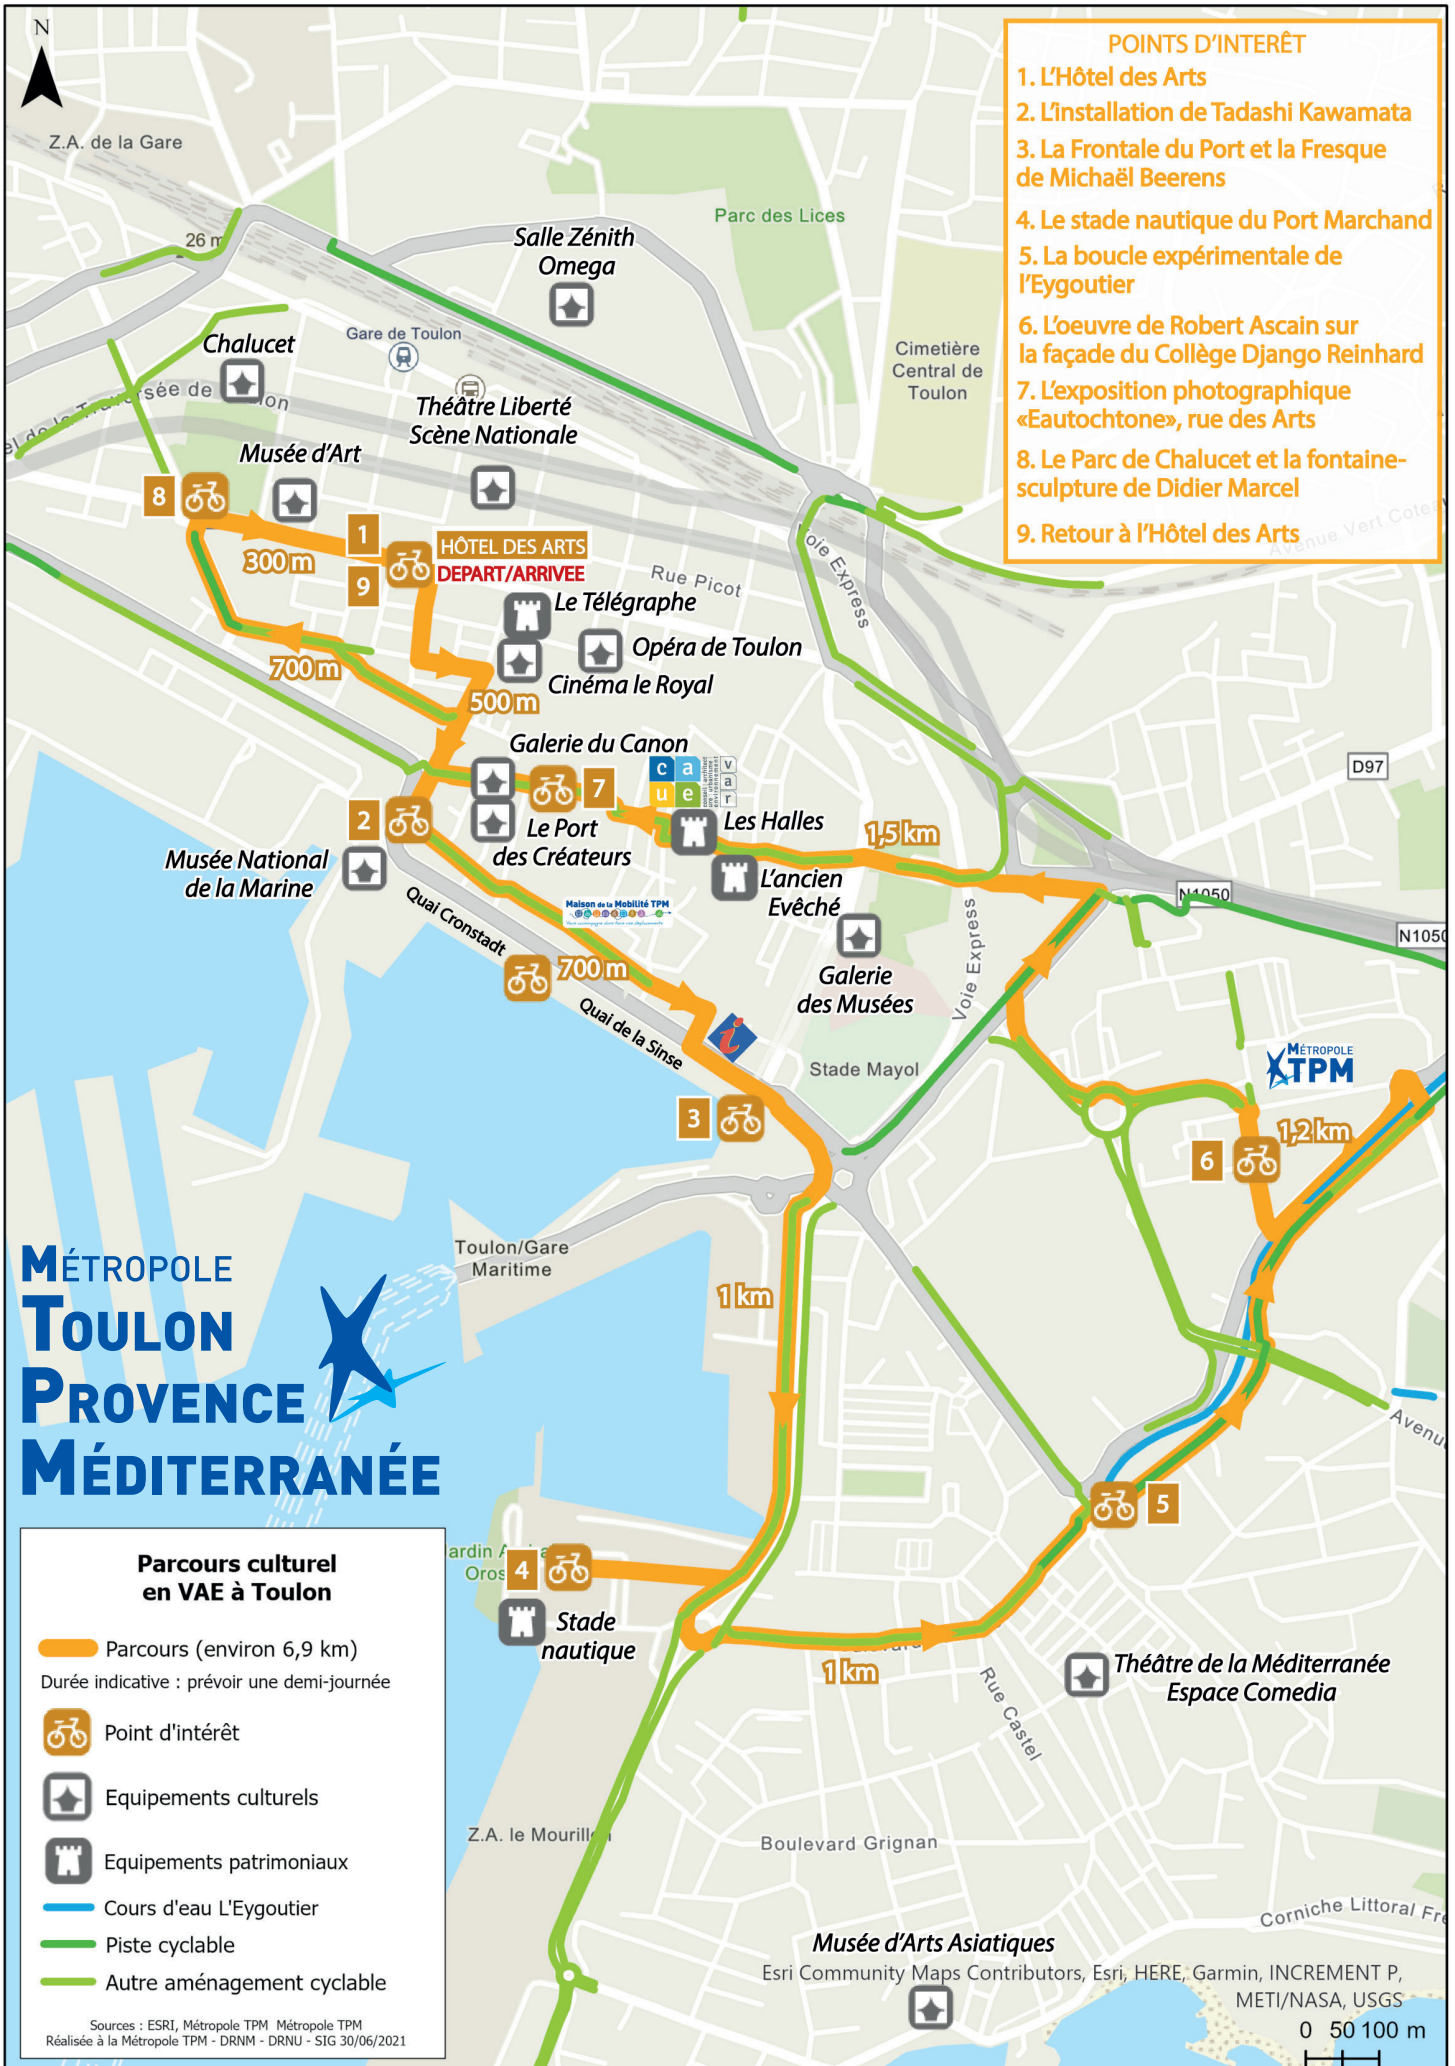 N
POINTS D'INTERÊT
1. L'Hôtel des Arts
2. L'installation de Tadashi Kawamata
3. La Frontale du Port et la Fresque
de Michaël Beerens
4. Le stade nautique du Port Marchand
5. La boucle expérimentale de
l'Eygoutier
6. L'oeuvre de Robert Ascain sur
la façade du Collège Django Reinhard
7. L'exposition photographique
«Eautochtone», rue des Arts
8. Le Parc de Chalucet et la fontaine-
sculpture de Didier Marcel
9. Retour à l'Hôtel des Arts
Avenue Vert Coteau
Z.A. de la Gare
26 m
Parc des Lices
Salle Zénith
Omega
Gare de Toulon
Chalucet
Cimetière
Central de
Toulon
Théâtre Liberté
Scène Nationale
Musée d'Art
8
1
9
300 m
HÔTEL DES ARTS
DEPART/ARRIVEE
Voie Express
Rue Picot
Le Télégraphe
Opéra de Toulon
Cinéma le Royal
700 m
500 m
Galerie du Canon
c a u e
v a r
D97
7
2
Le Port
des Créateurs
Les Halles
1,5 km
Musée National
de la Marine
L'ancien
Evêché
N1050
N1050
Quai Cronstadt
Maison de la Mobilité TPM
700 m
Galerie
des Musées
Voie Express
Quai de la Sinse
i
Stade Mayol
MÉTROPOLE
TPM
3
6
1,2 km
Toulon/Gare
Maritime
1 km
MÉTROPOLE
TOULON
PROVENCE
MÉDITERRANÉE
5
4
Stade
nautique
1 km
Rue Castel
Théâtre de la Méditerranée
Espace Comedia
Z.A. le Mourillon
Boulevard Grignan
Parcours culturel
en VAE à Toulon
Parcours (environ 6,9 km)
Durée indicative : prévoir une demi-journée
Point d'intérêt
Equipements culturels
Equipements patrimoniaux
Cours d'eau L'Eygoutier
Piste cyclable
Autre aménagement cyclable
Sources : ESRI, Métropole TPM Métropole TPM
Réalisée à la Métropole TPM - DRNM - DRNU - SIG 30/06/2021
Corniche Littoral Fré
Musée d'Arts Asiatiques
Esri Community Maps Contributors, Esri, HERE, Garmin, INCREMENT P,
METI/NASA, USGS
0 50 100 m